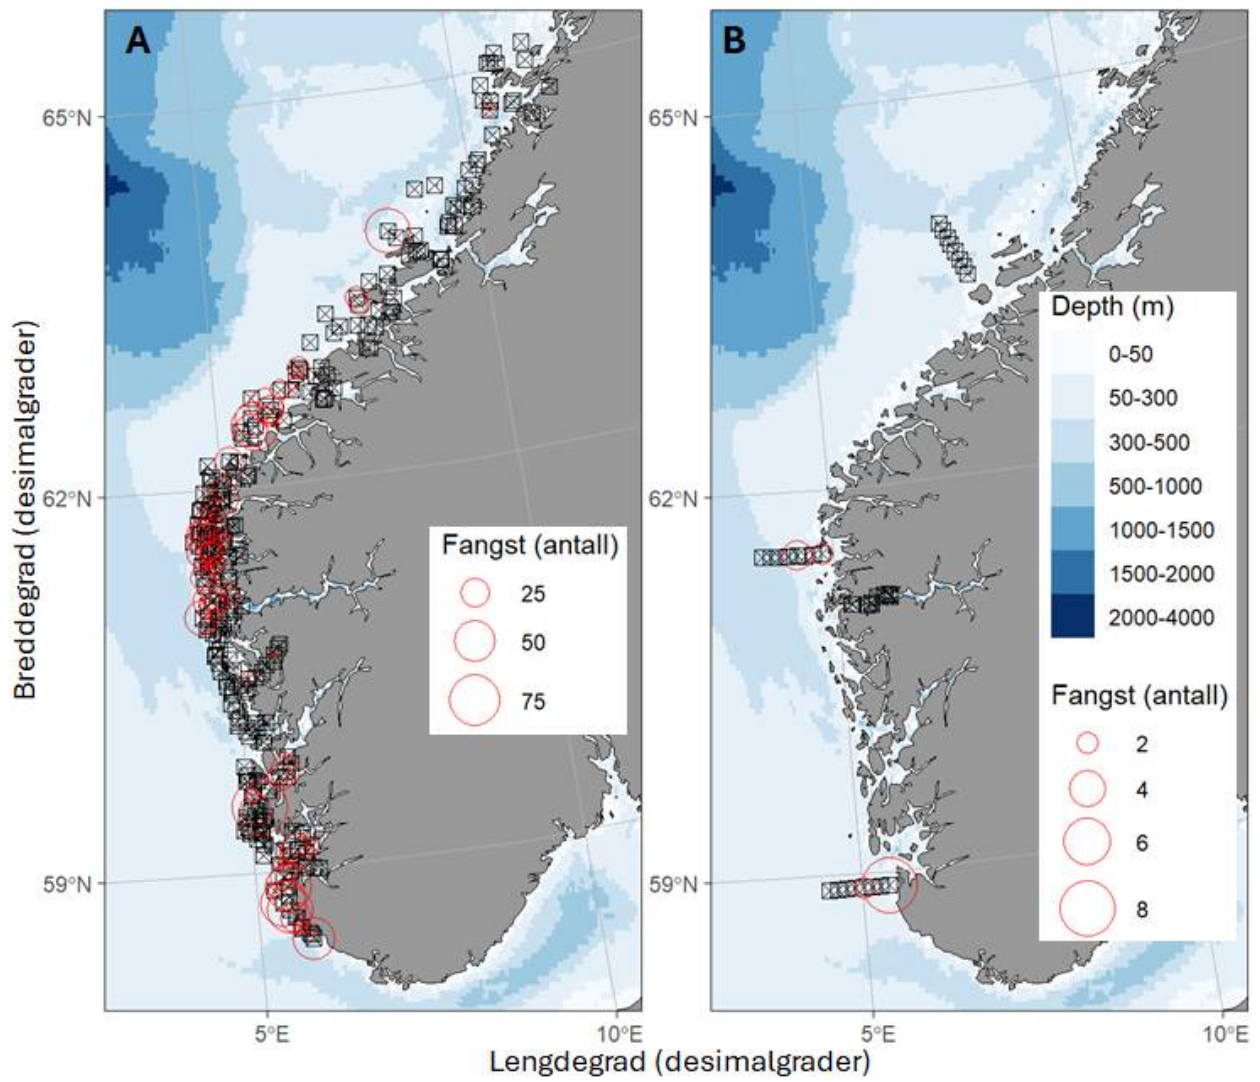 A
B
65°N
62°N
59°N
5°E
10°E
65°N
62°N
59°N
5°E
10°E
Breddegrad (desimalgrader)
Lengdegrad (desimalgrader)
Fangst (antall)
25
50
75
Depth (m)
0-50
50-300
300-500
500-1000
1000-1500
1500-2000
2000-4000
Fangst (antall)
2
4
6
8